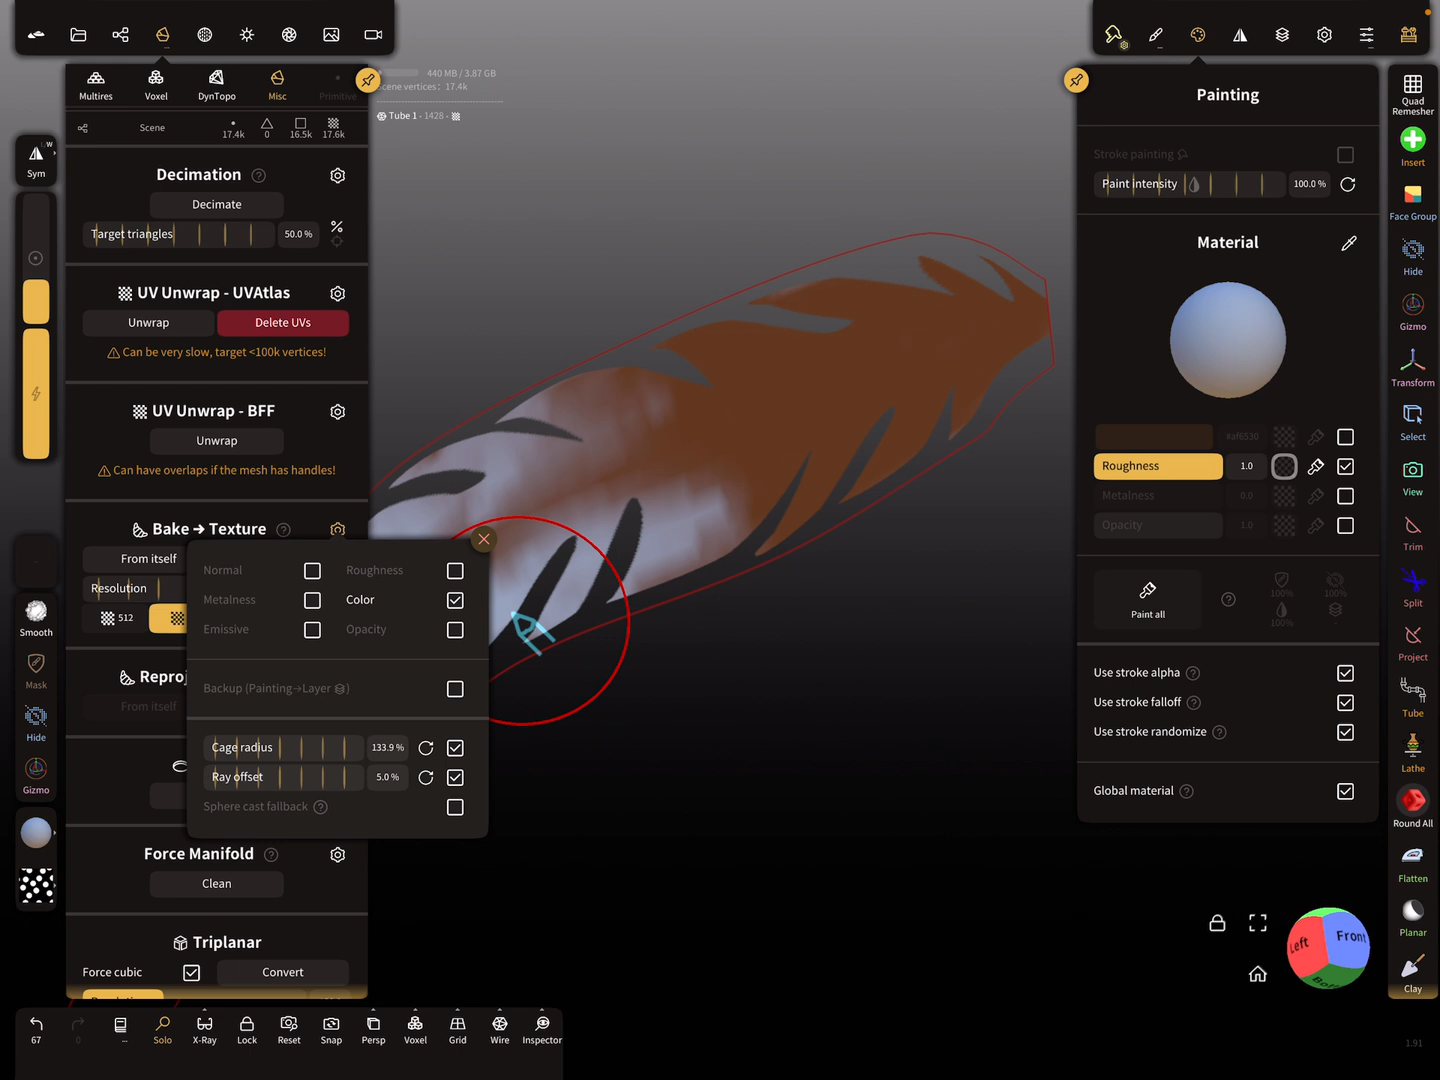 440 MB / 3.87 GB
Scene vertices: 17.4k
Tube 1 · 1428 ·
Multires
Voxel
DynTopo
Misc
Primitive
Scene
17.4k
0
16.5k
17.6k
W
Sym
Decimation
Decimate
Target triangles
50.0 %
%
UV Unwrap - UVAtlas
Unwrap
Delete UVs
Can be very slow, target <100k vertices!
UV Unwrap - BFF
Unwrap
Can have overlaps if the mesh has handles!
Bake → Texture
From itself
Resolution
512
Reproj
From itself
Normal
Roughness
Metalness
Color
Emissive
Opacity
Backup (Painting→Layer)
Cage radius
133.9 %
Ray offset
5.0 %
Sphere cast fallback
Force Manifold
Clean
Triplanar
Force cubic
Convert
Smooth
Mask
Hide
Gizmo
67
0
...
Solo
X-Ray
Lock
Reset
Snap
Persp
Voxel
Grid
Wire
Inspector
Painting
Stroke painting
Paint intensity
100.0 %
Material
#af6530
Roughness
1.0
Metalness
0.0
Opacity
1.0
Paint all
100%
100%
100%
-
Use stroke alpha
Use stroke falloff
Use stroke randomize
Global material
Left
Front
Quad
Remesher
Insert
Face Group
Hide
Gizmo
Transform
Select
View
Trim
Split
Project
Tube
Lathe
Round All
Flatten
Planar
Clay
1.91